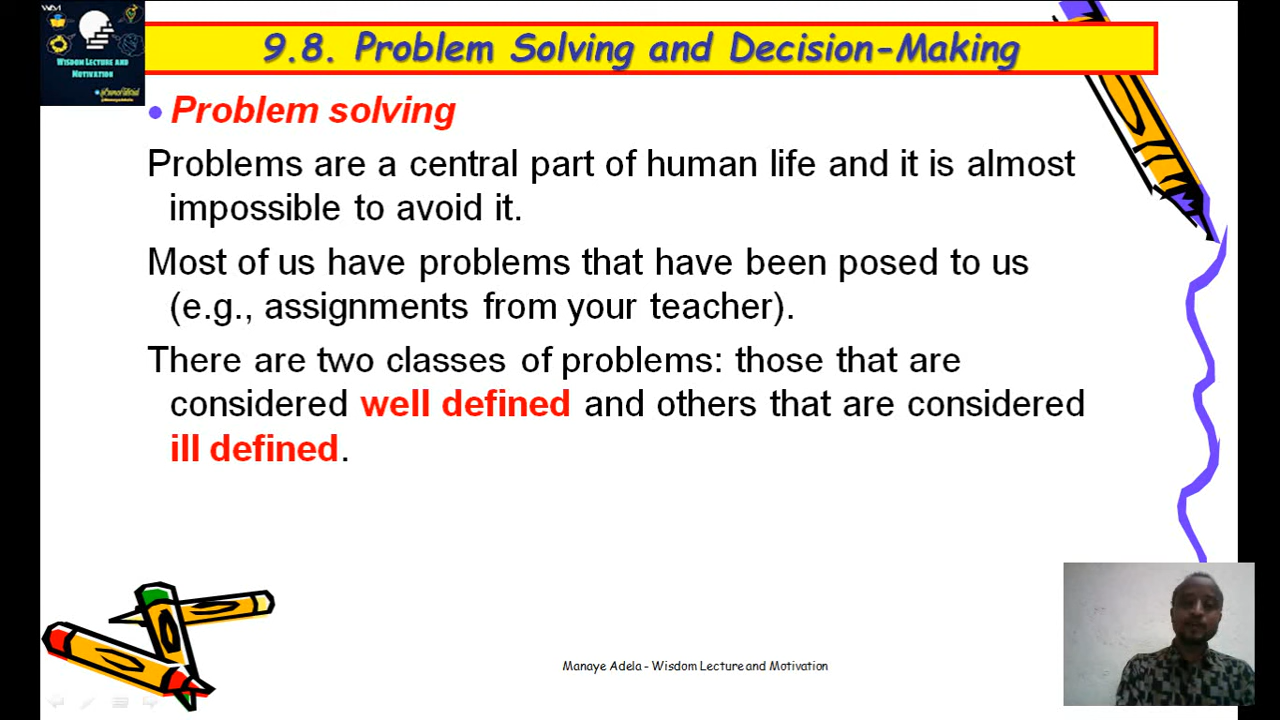 WISDOM LECTURE AND
MOTIVATION
9.8. Problem Solving and Decision-Making
• Problem solving
Problems are a central part of human life and it is almost
impossible to avoid it.
Most of us have problems that have been posed to us
(e.g., assignments from your teacher).
There are two classes of problems: those that are
considered well defined and others that are considered
ill defined.
Manaye Adela - Wisdom Lecture and Motivation